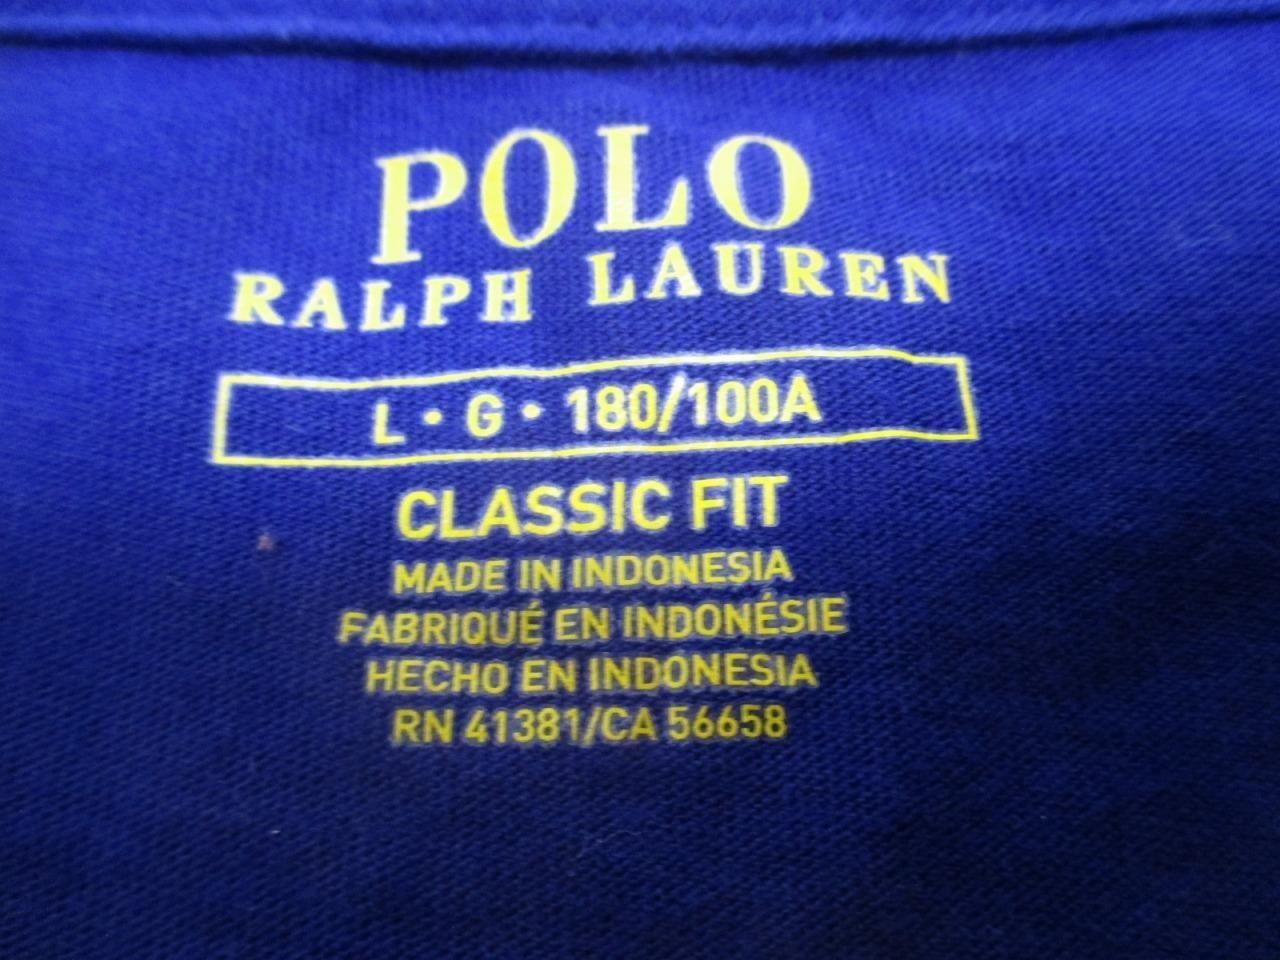 POLO
RALPH LAUREN
L • G • 180/100A
CLASSIC FIT
MADE IN INDONESIA
FABRIQUÉ EN INDONÉSIE
HECHO EN INDONESIA
RN 41381/CA 56658